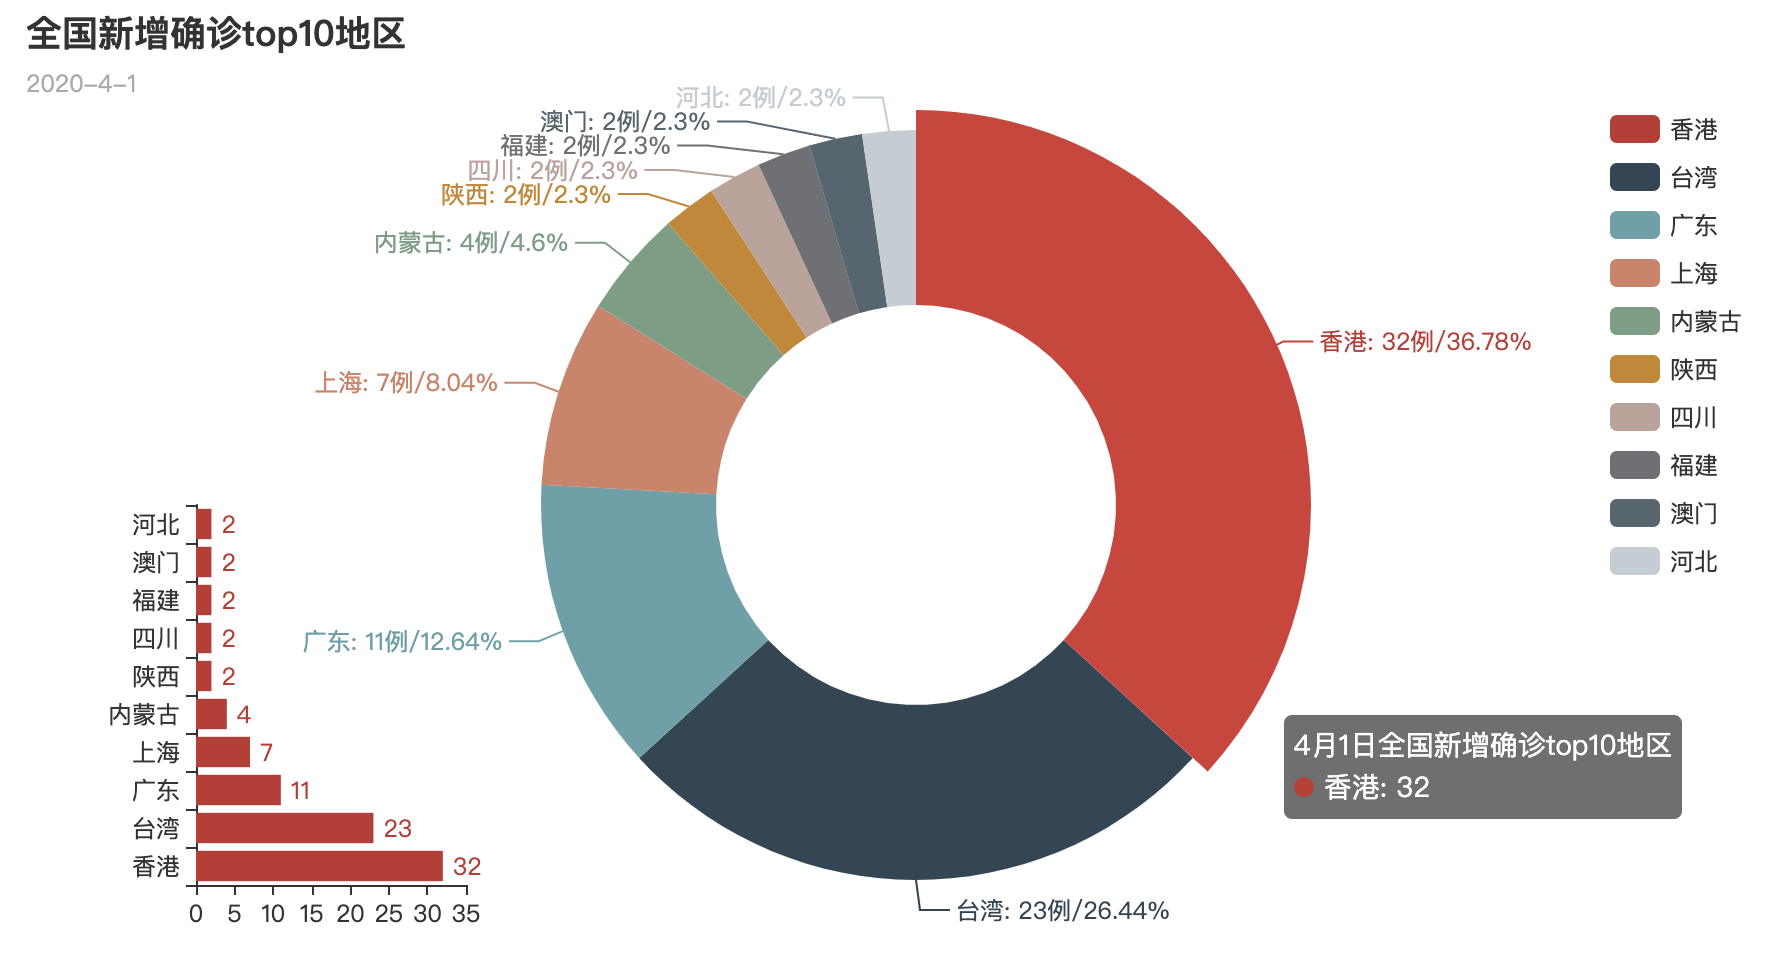 全国新增确诊top10地区
2020-4-1
河北: 2例/2.3%
澳门: 2例/2.3%
福建: 2例/2.3%
四川: 2例/2.3%
陕西: 2例/2.3%
内蒙古: 4例/4.6%
上海: 7例/8.04%
广东: 11例/12.64%
台湾: 23例/26.44%
香港: 32例/36.78%
香港
台湾
广东
上海
内蒙古
陕西
四川
福建
澳门
河北
4月1日全国新增确诊top10地区
香港: 32
河北 2
澳门 2
福建 2
四川 2
陕西 2
内蒙古 4
上海 7
广东 11
台湾 23
香港 32
0 5 10 15 20 25 30 35